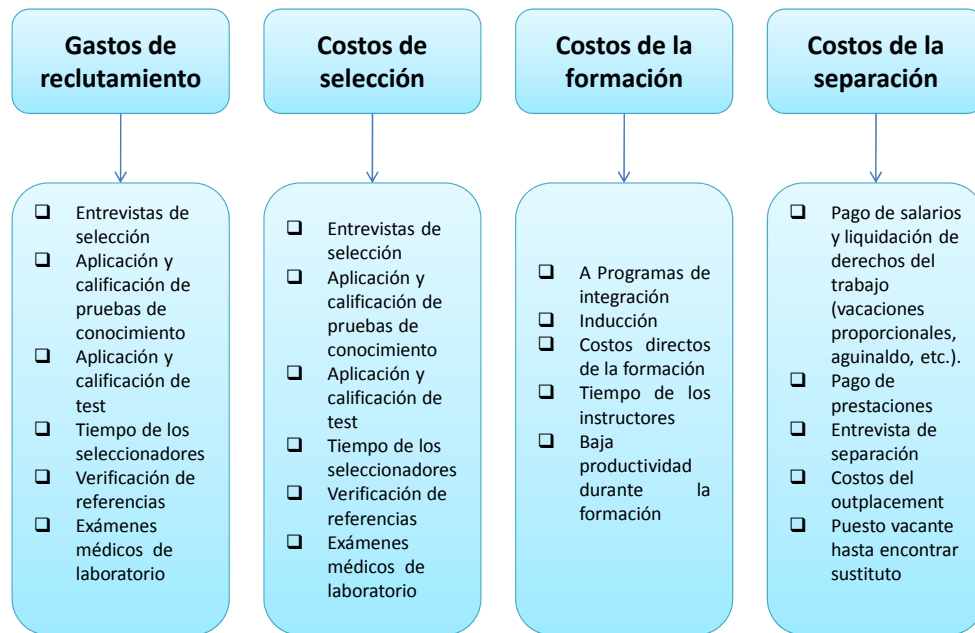 Gastos de
reclutamiento
Entrevistas de
selección
Aplicación y
calificación de
pruebas de
conocimiento
Aplicación y
calificación de
test
Tiempo de los
seleccionadores
Verificación de
referencias
Exámenes
médicos de
laboratorio
Costos de
selección
Entrevistas de
selección
Aplicación y
calificación de
pruebas de
conocimiento
Aplicación y
calificación de
test
Tiempo de los
seleccionadores
Verificación de
referencias
Exámenes
médicos de
laboratorio
Costos de la
formación
A Programas de
integración
Inducción
Costos directos
de la formación
Tiempo de los
instructores
Baja
productividad
durante la
formación
Costos de la
separación
Pago de salarios
y liquidación de
derechos del
trabajo
(vacaciones
proporcionales,
aguinaldo, etc.).
Pago de
prestaciones
Entrevista de
separación
Costos del
outplacement
Puesto vacante
hasta encontrar
sustituto